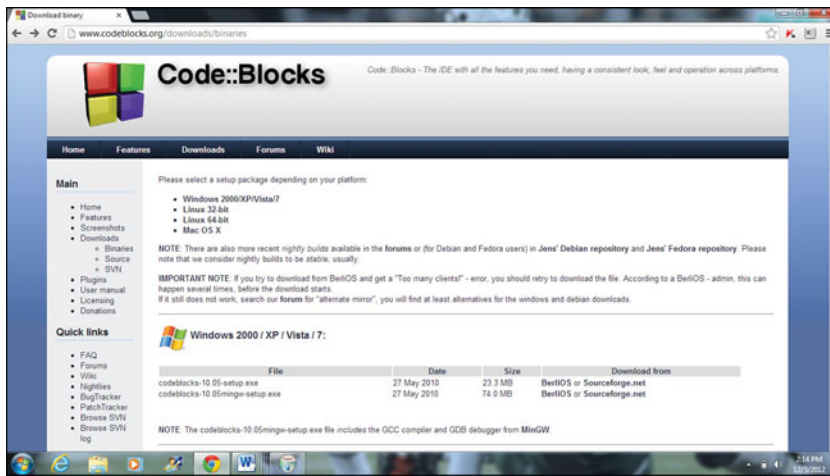 Download binary
www.codeblocks.org/downloads/binaries
Code::Blocks
Code::Blocks - The IDE with all the features you need, having a consistent look, feel and operation across platforms.
Home Features Downloads Forums Wiki
Main
Home
Features
Screenshots
Downloads
Binaries
Source
SVN
Plugins
User manual
Licensing
Donations
Quick links
FAQ
Forums
Wiki
Nightlies
BugTracker
PatchTracker
Browse SVN
Browse SVN
log
Please select a setup package depending on your platform:
Windows 2000/XP/Vista/7
Linux 32-bit
Linux 64-bit
Mac OS X
NOTE: There are also more recent nightly builds available in the forums or (for Debian and Fedora users) in Jens' Debian repository and Jens' Fedora repository. Please
note that we consider nightly builds to be stable, usually.
IMPORTANT NOTE: If you try to download from BerliOS and get a "Too many clients!" - error, you should retry to download the file. According to a BerliOS - admin, this can
happen several times, before the download starts.
If it still does not work, search our forum for "alternate mirror", you will find at least alternatives for the windows and debian downloads.
Windows 2000 / XP / Vista / 7:
File Date Size Download from
codeblocks-10.05-setup.exe 27 May 2010 23.3 MB BerliOS or Sourceforge.net
codeblocks-10.05mingw-setup.exe 27 May 2010 74.0 MB BerliOS or Sourceforge.net
NOTE: The codeblocks-10.05mingw-setup.exe file includes the GCC compiler and GDB debugger from MinGW.
2:14 PM
12/3/2012